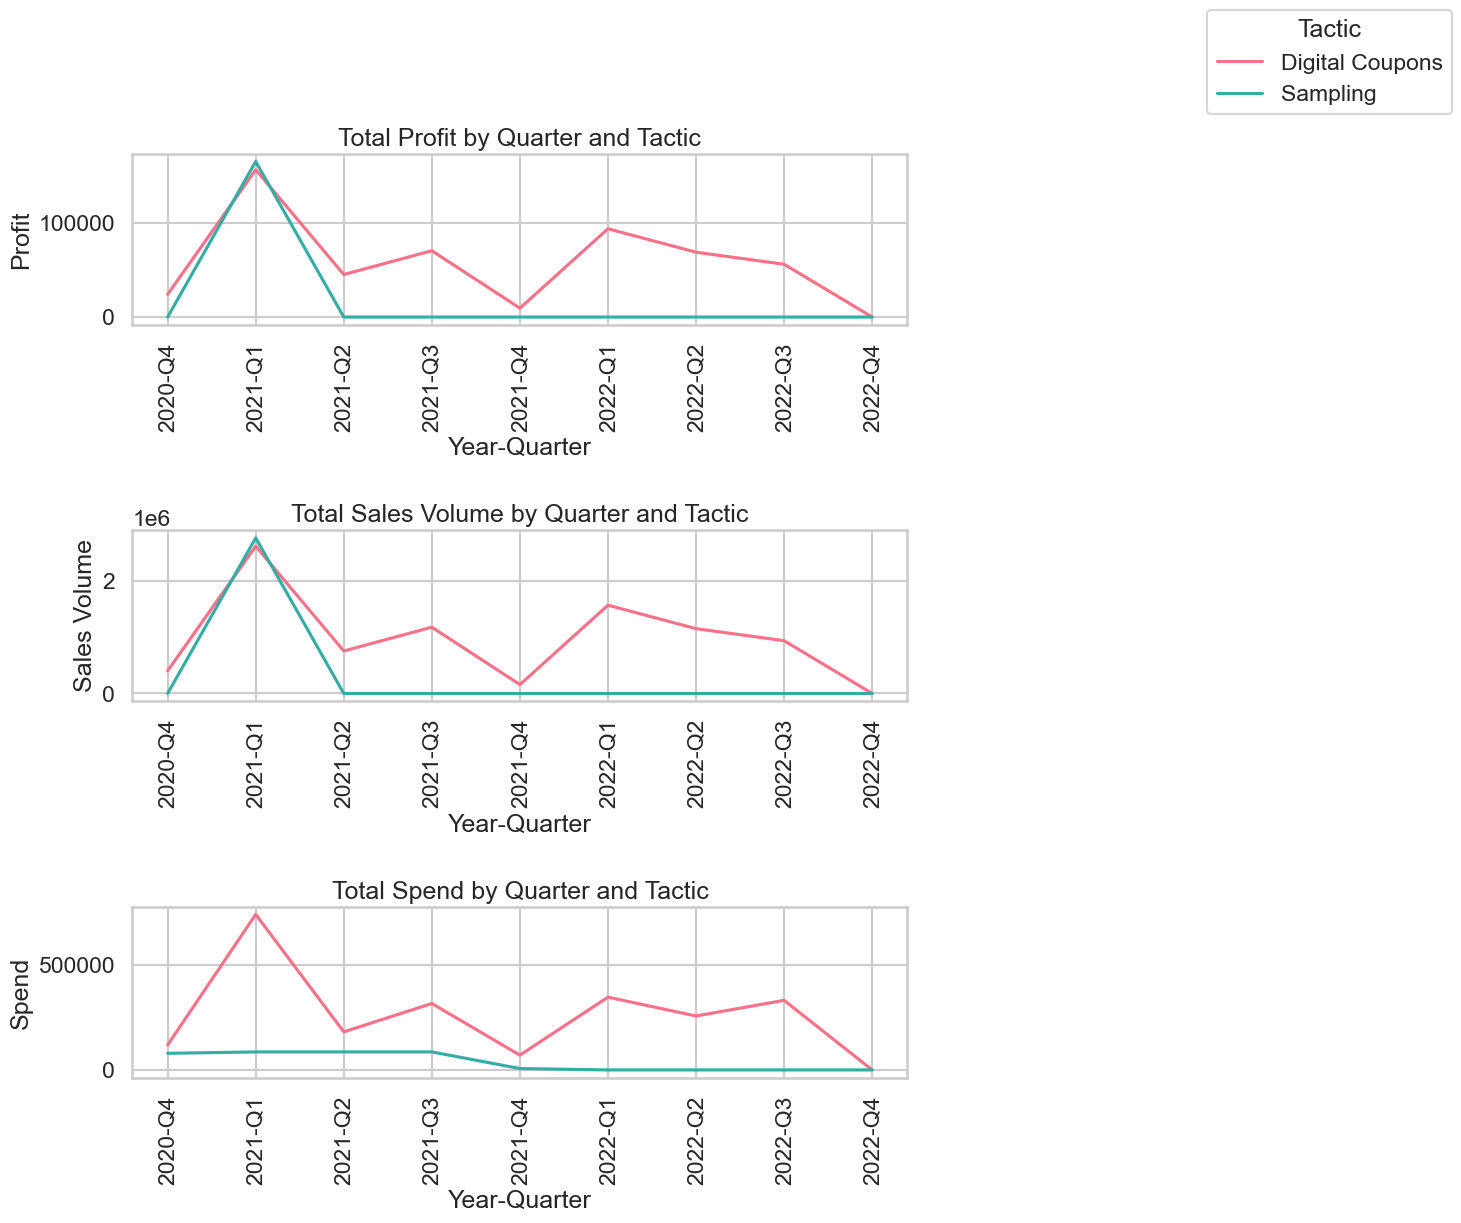 Tactic
Digital Coupons
Sampling
Total Profit by Quarter and Tactic
Profit
100000
0
2020-Q4
2021-Q1
2021-Q2
2021-Q3
2021-Q4
2022-Q1
2022-Q2
2022-Q3
2022-Q4
Year-Quarter
Total Sales Volume by Quarter and Tactic
1e6
Sales Volume
2
0
2020-Q4
2021-Q1
2021-Q2
2021-Q3
2021-Q4
2022-Q1
2022-Q2
2022-Q3
2022-Q4
Year-Quarter
Total Spend by Quarter and Tactic
Spend
500000
0
2020-Q4
2021-Q1
2021-Q2
2021-Q3
2021-Q4
2022-Q1
2022-Q2
2022-Q3
2022-Q4
Year-Quarter